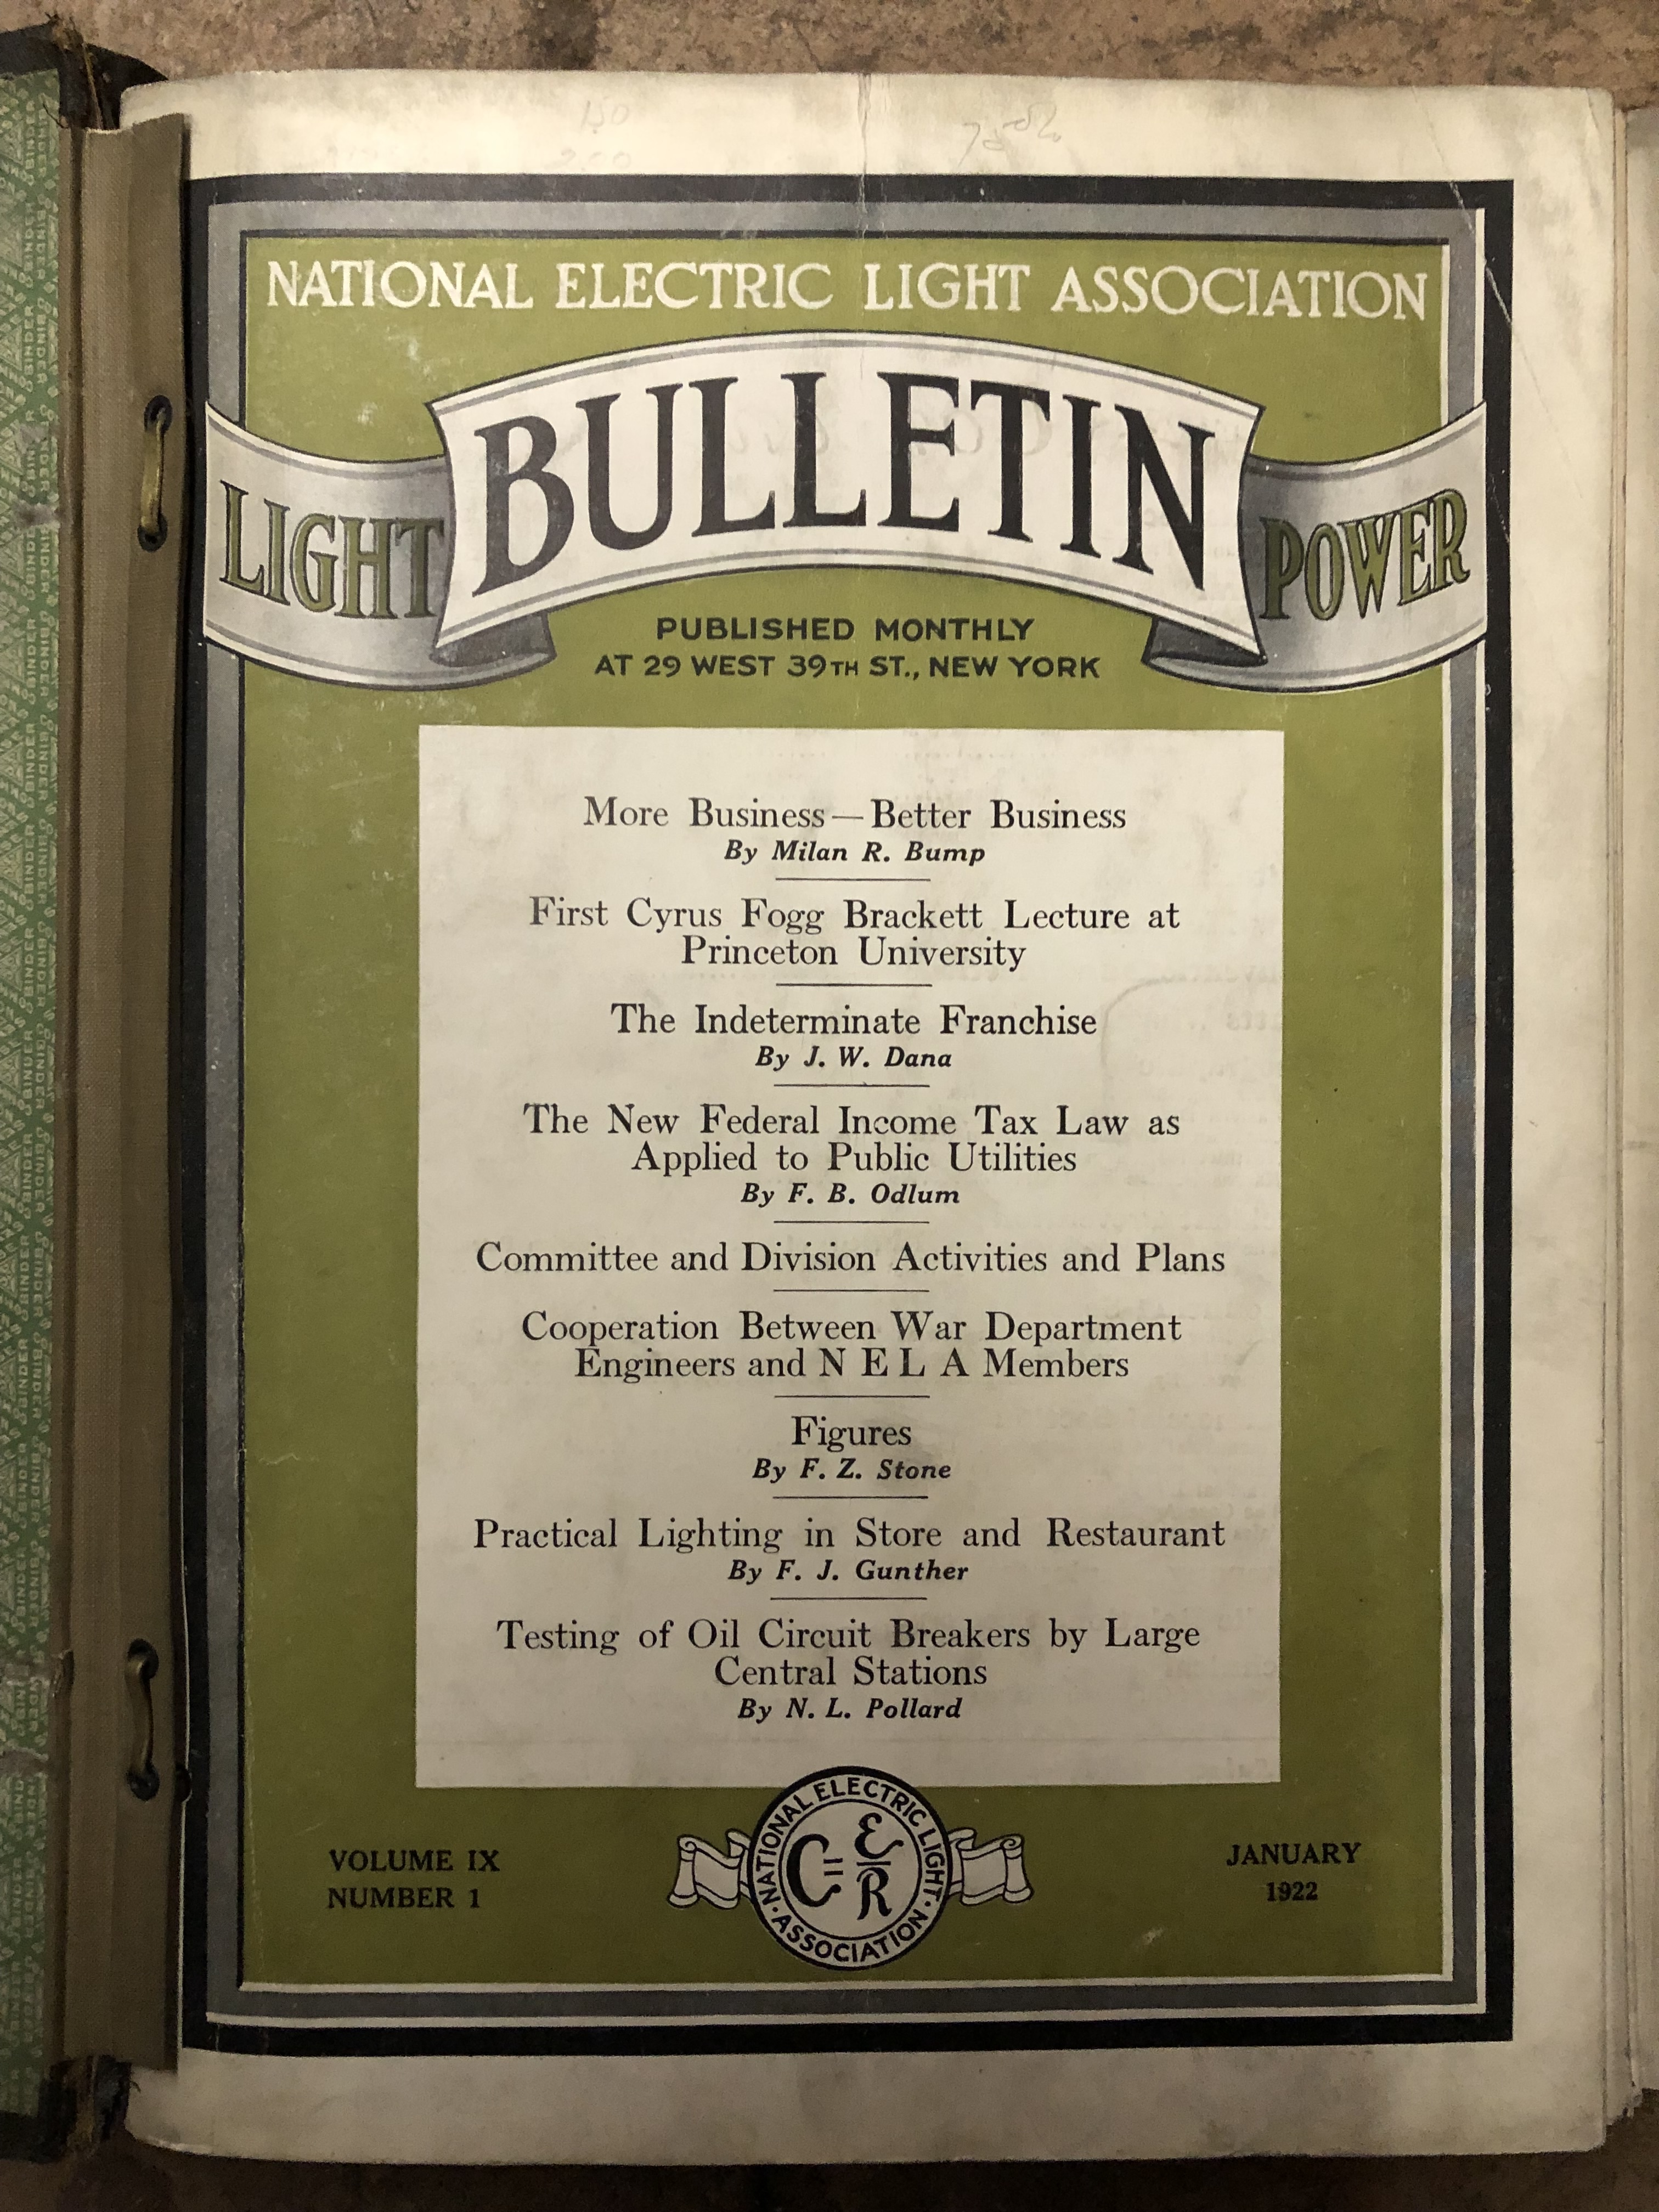 150
NATIONAL ELECTRIC LIGHT ASSOCIATION
LIGHT BULLETIN POWER
PUBLISHED MONTHLY
AT 29 WEST 39TH ST., NEW YORK
More Business—Better Business
By Milan R. Bump
First Cyrus Fogg Brackett Lecture at
Princeton University
The Indeterminate Franchise
By J. W. Dana
The New Federal Income Tax Law as
Applied to Public Utilities
By F. B. Odlum
Committee and Division Activities and Plans
Cooperation Between War Department
Engineers and N E L A Members
Figures
By F. Z. Stone
Practical Lighting in Store and Restaurant
By F. J. Gunther
Testing of Oil Circuit Breakers by Large
Central Stations
By N. L. Pollard
VOLUME IX
NUMBER 1
NATIONAL ELECTRIC LIGHT · ASSOCIATION ·
C = E
R
JANUARY
1922